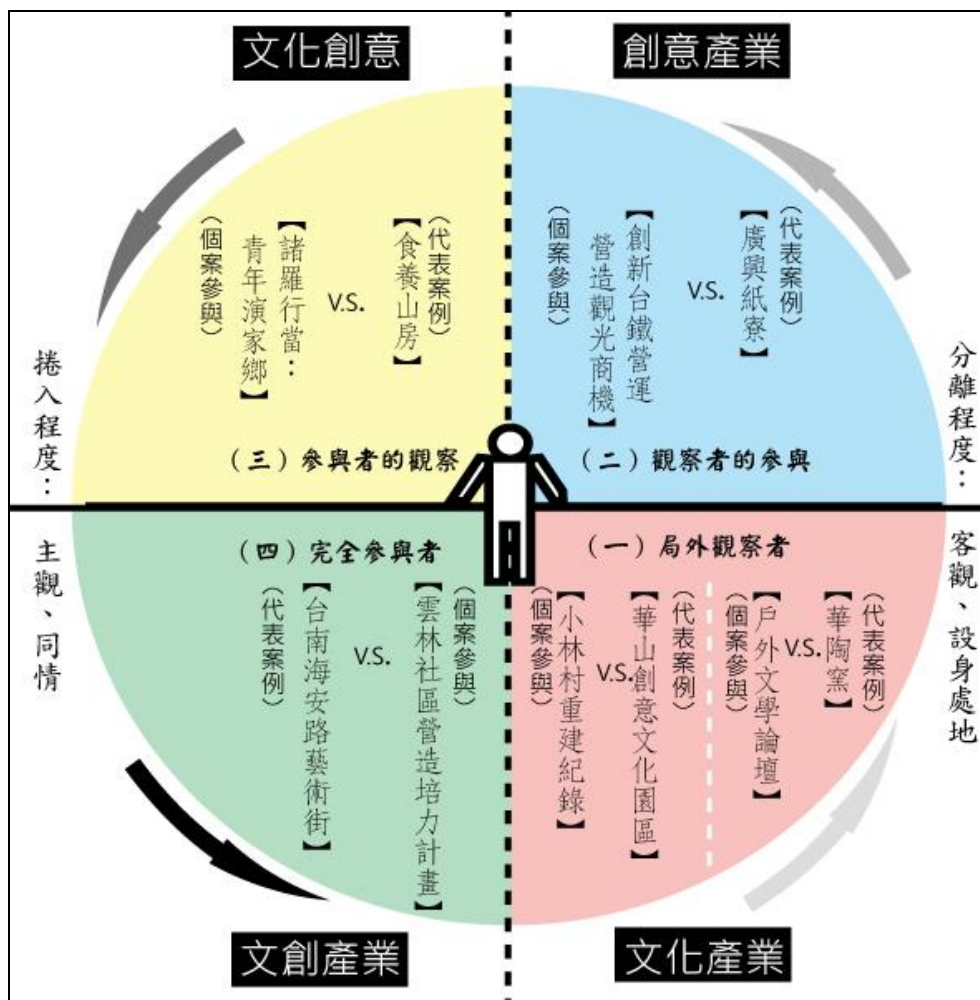 文化創意
創意產業
（代表案例）
【廣興紙寮】
V.S.
【創新台鐵營運
營造觀光商機】
（個案參與）
（代表案例）
【食養山房】
V.S.
【諸羅行當：
青年演家鄉】
（個案參與）
分離程度：
捲入程度：
（三）參與者的觀察
（二）觀察者的參與
（四）完全參與者
（一）局外觀察者
客觀、設身處地
主觀、同情
（代表案例）
【華陶窯】
V.S.
【戶外文學論壇】
（個案參與）
（代表案例）
【華山創意文化園區】
V.S.
【小林村重建紀錄】
（個案參與）
（個案參與）
【雲林社區營造培力計畫】
V.S.
【台南海安路藝術街】
（代表案例）
文創產業
文化產業